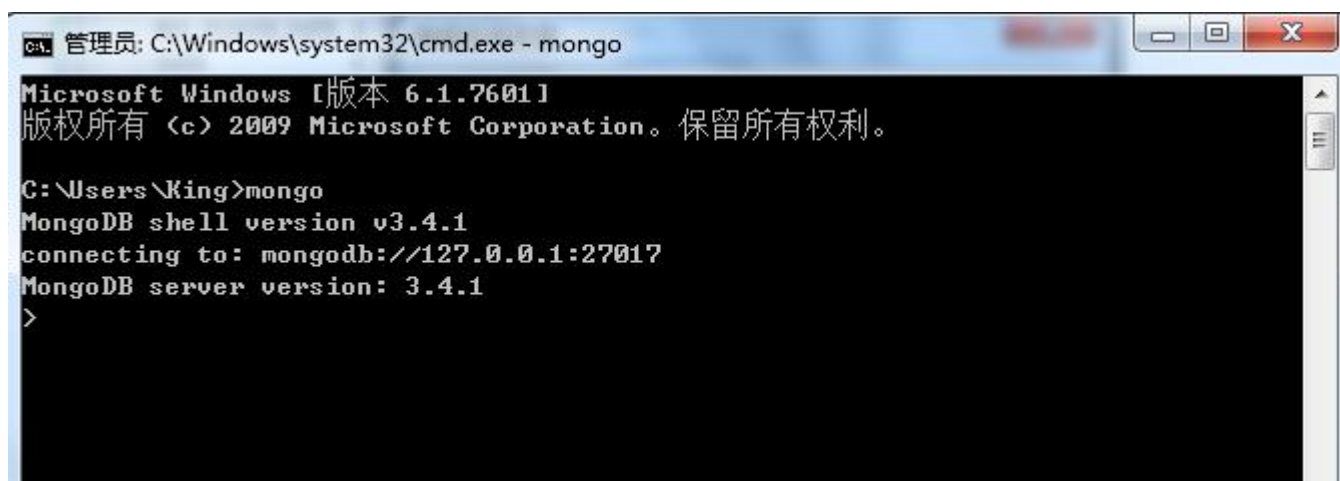 管理员: C:\Windows\system32\cmd.exe - mongo
Microsoft Windows [版本 6.1.7601]
版权所有 (c) 2009 Microsoft Corporation。保留所有权利。
C:\Users\King>mongo
MongoDB shell version v3.4.1
connecting to: mongodb://127.0.0.1:27017
MongoDB server version: 3.4.1
>